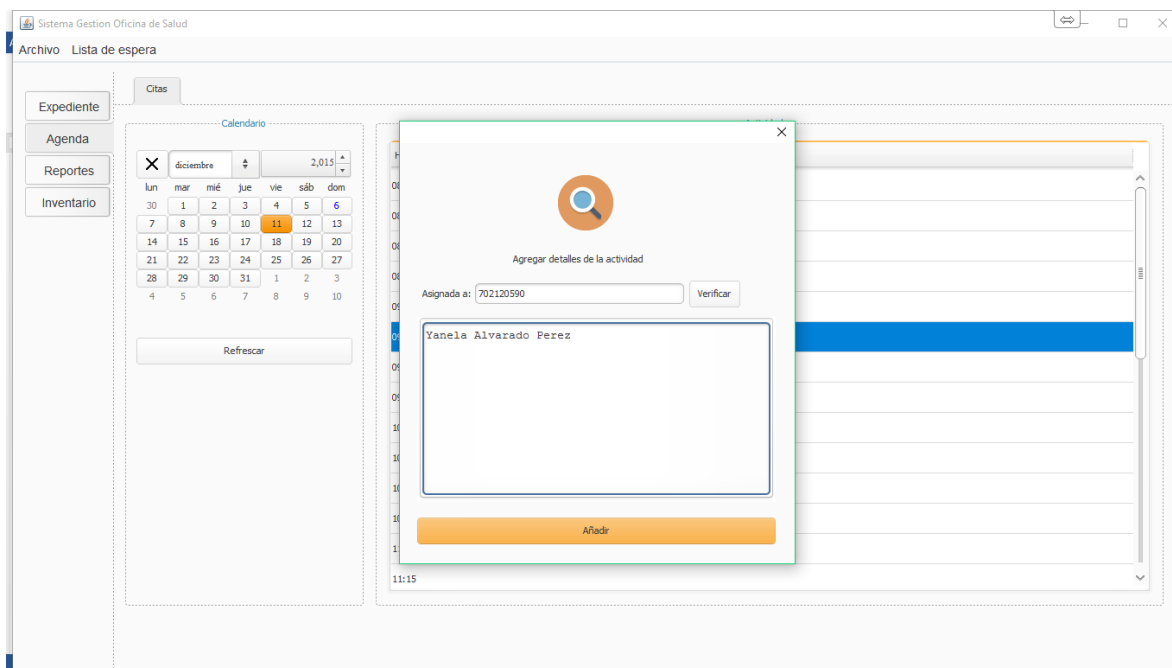 Sistema Gestion Oficina de Salud
Archivo Lista de espera
Expediente
Agenda
Reportes
Inventario
Citas
Calendario
diciembre 2,015
lun mar mié jue vie sáb dom
30 1 2 3 4 5 6
7 8 9 10 11 12 13
14 15 16 17 18 19 20
21 22 23 24 25 26 27
28 29 30 31 1 2 3
4 5 6 7 8 9 10
Refrescar
Agregar detalles de la actividad
Asignada a: 702120590 Verificar
Yanela Alvarado Perez
Añadir
11:15